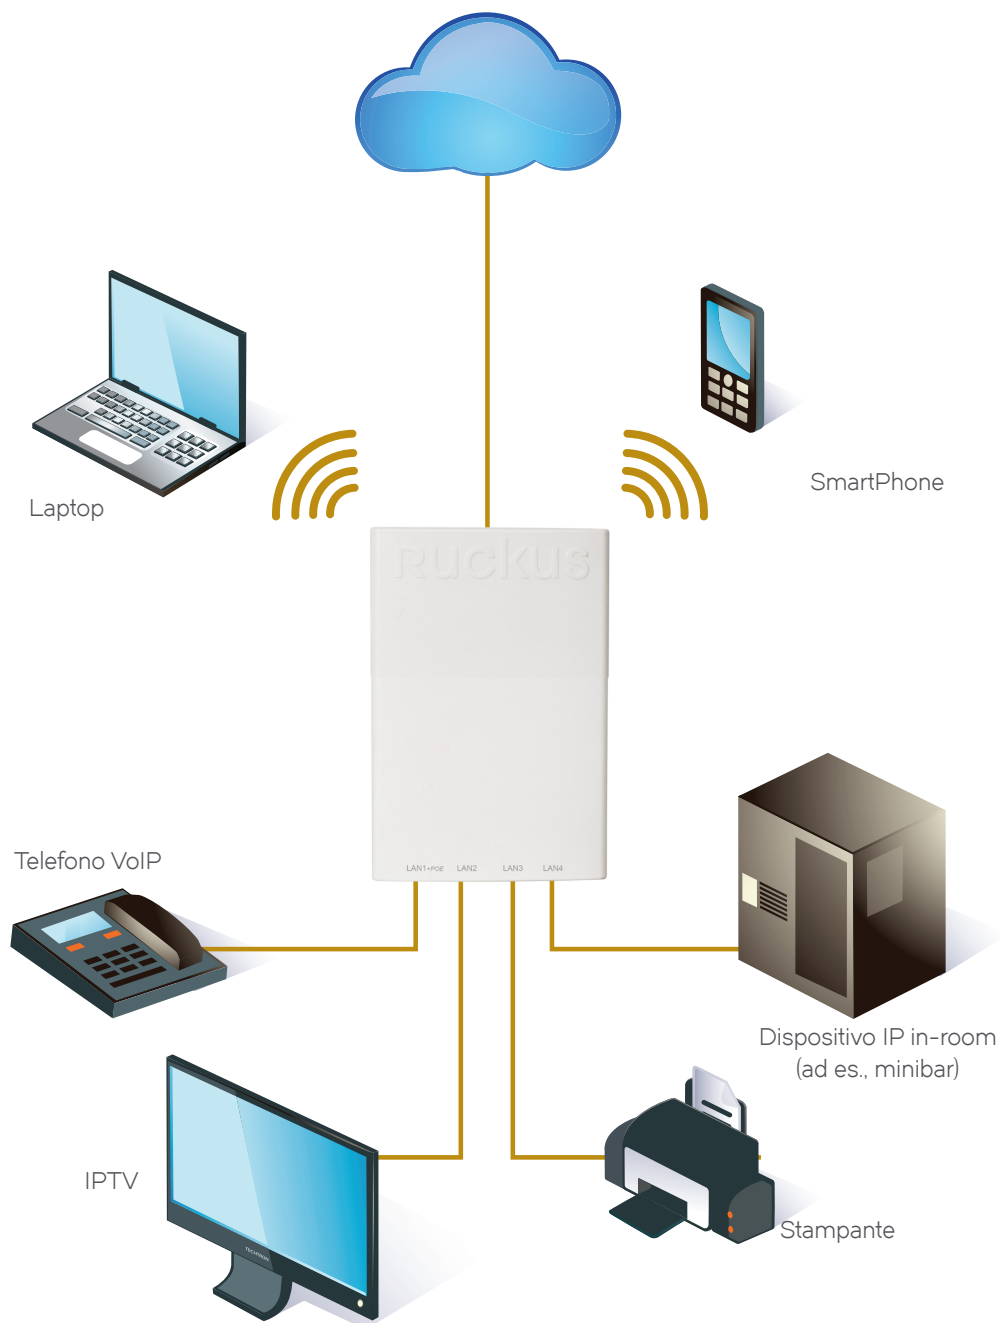 Laptop
SmartPhone
RUCKUS
LAN1+POE LAN2 LAN3 LAN4
Telefono VoIP
Dispositivo IP in-room
(ad es., minibar)
IPTV
Stampante